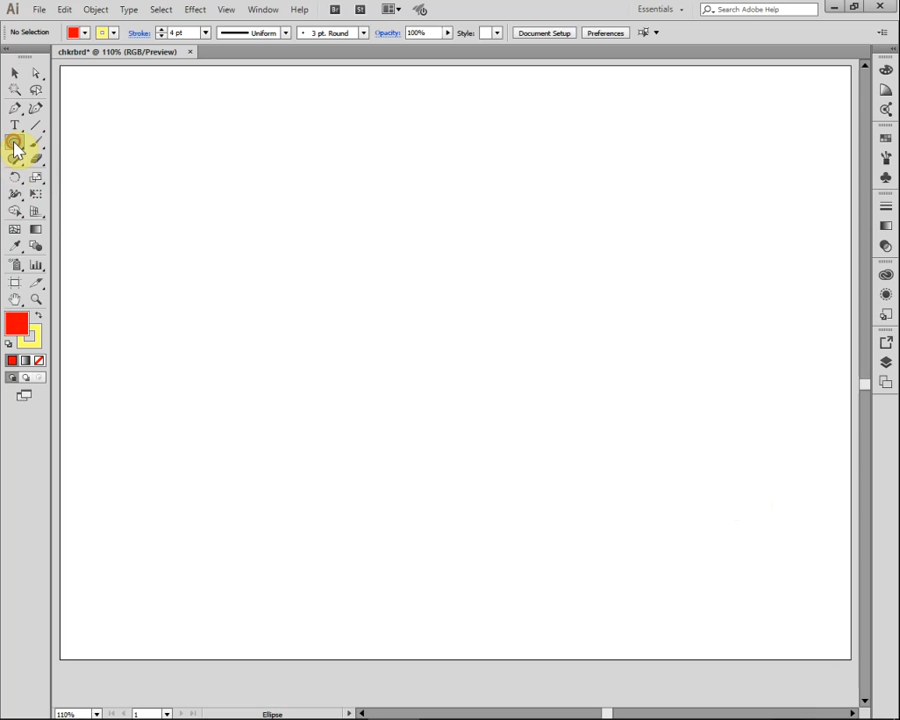 Ai File Edit Object Type Select Effect View Window Help Br St Essentials Search Adobe Help
No Selection Stroke: 4 pt Uniform 3 pt. Round Opacity: 100% Style: Document Setup Preferences
chkrbrd* @ 110% (RGB/Preview) ×
T
110% 1 Ellipse